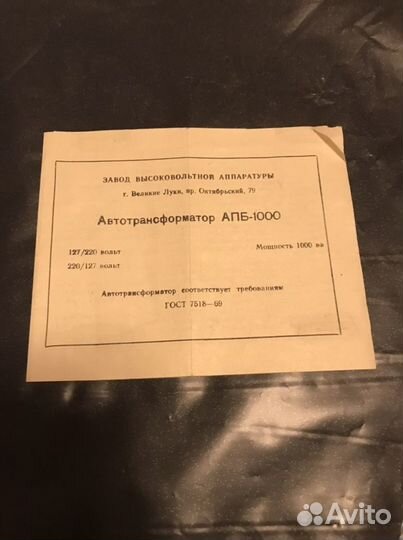 ЗАВОД ВЫСОКОВОЛЬТНОЙ АППАРАТУРЫ
г. Великие Луки, пр. Октябрьский, 79
Автотрансформатор АПБ-1000
127/220 вольт Мощность 1000 ва
220/127 вольт
Автотрансформатор соответствует требованиям
ГОСТ 7518—69
Avito